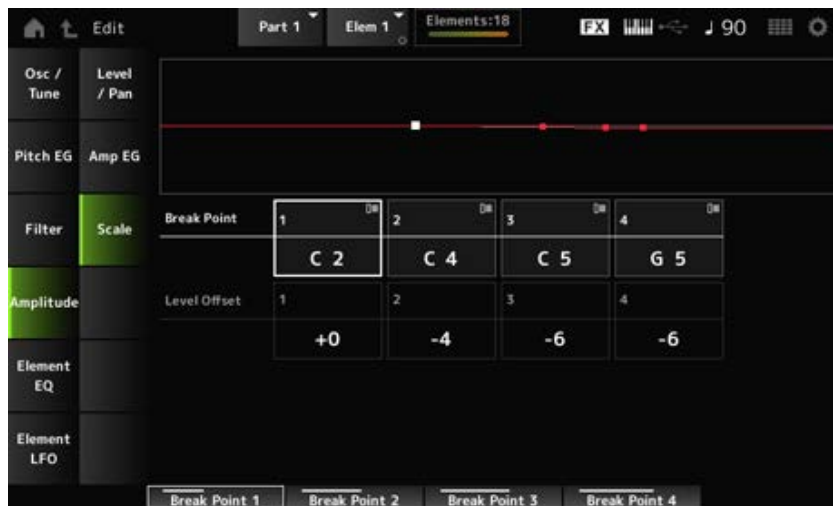 Edit Part 1 Elem 1 Elements:18 FX ♩ 90
Osc / Tune
Level / Pan
Pitch EG
Amp EG
Filter
Scale
Break Point 1 2 3 4
C 2 C 4 C 5 G 5
Amplitude
Level Offset 1 2 3 4
+0 -4 -6 -6
Element EQ
Element LFO
Break Point 1 Break Point 2 Break Point 3 Break Point 4